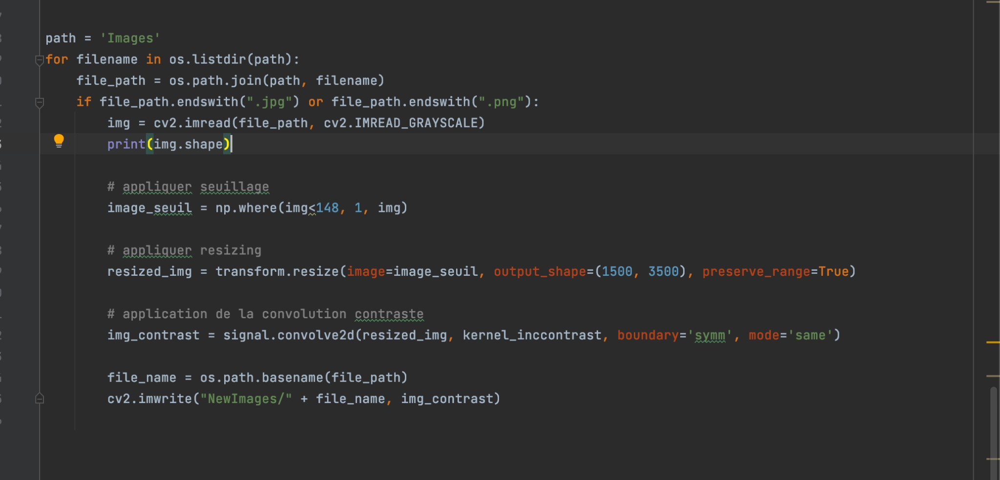 path = 'Images'
for filename in os.listdir(path):
    file_path = os.path.join(path, filename)
    if file_path.endswith(".jpg") or file_path.endswith(".png"):
        img = cv2.imread(file_path, cv2.IMREAD_GRAYSCALE)
        print(img.shape)
        # appliquer seuillage
        image_seuil = np.where(img<148, 1, img)
        # appliquer resizing
        resized_img = transform.resize(image=image_seuil, output_shape=(1500, 3500), preserve_range=True)
        # application de la convolution contraste
        img_contrast = signal.convolve2d(resized_img, kernel_inccontrast, boundary='symm', mode='same')
        file_name = os.path.basename(file_path)
        cv2.imwrite("NewImages/" + file_name, img_contrast)